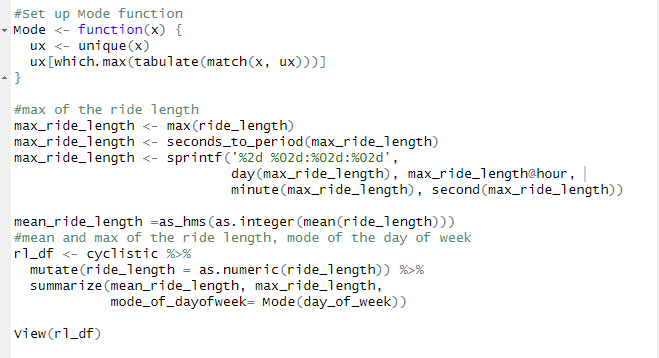 #Set up Mode function
Mode <- function(x) {
  ux <- unique(x)
  ux[which.max(tabulate(match(x, ux)))]
}

#max of the ride length
max_ride_length <- max(ride_length)
max_ride_length <- seconds_to_period(max_ride_length)
max_ride_length <- sprintf('%2d %02d:%02d:%02d',
                           day(max_ride_length), max_ride_length@hour,
                           minute(max_ride_length), second(max_ride_length))

mean_ride_length =as_hms(as.integer(mean(ride_length)))
#mean and max of the ride length, mode of the day of week
rl_df <- cyclistic %>%
  mutate(ride_length = as.numeric(ride_length)) %>%
  summarize(mean_ride_length, max_ride_length,
            mode_of_dayofweek= Mode(day_of_week))

View(rl_df)